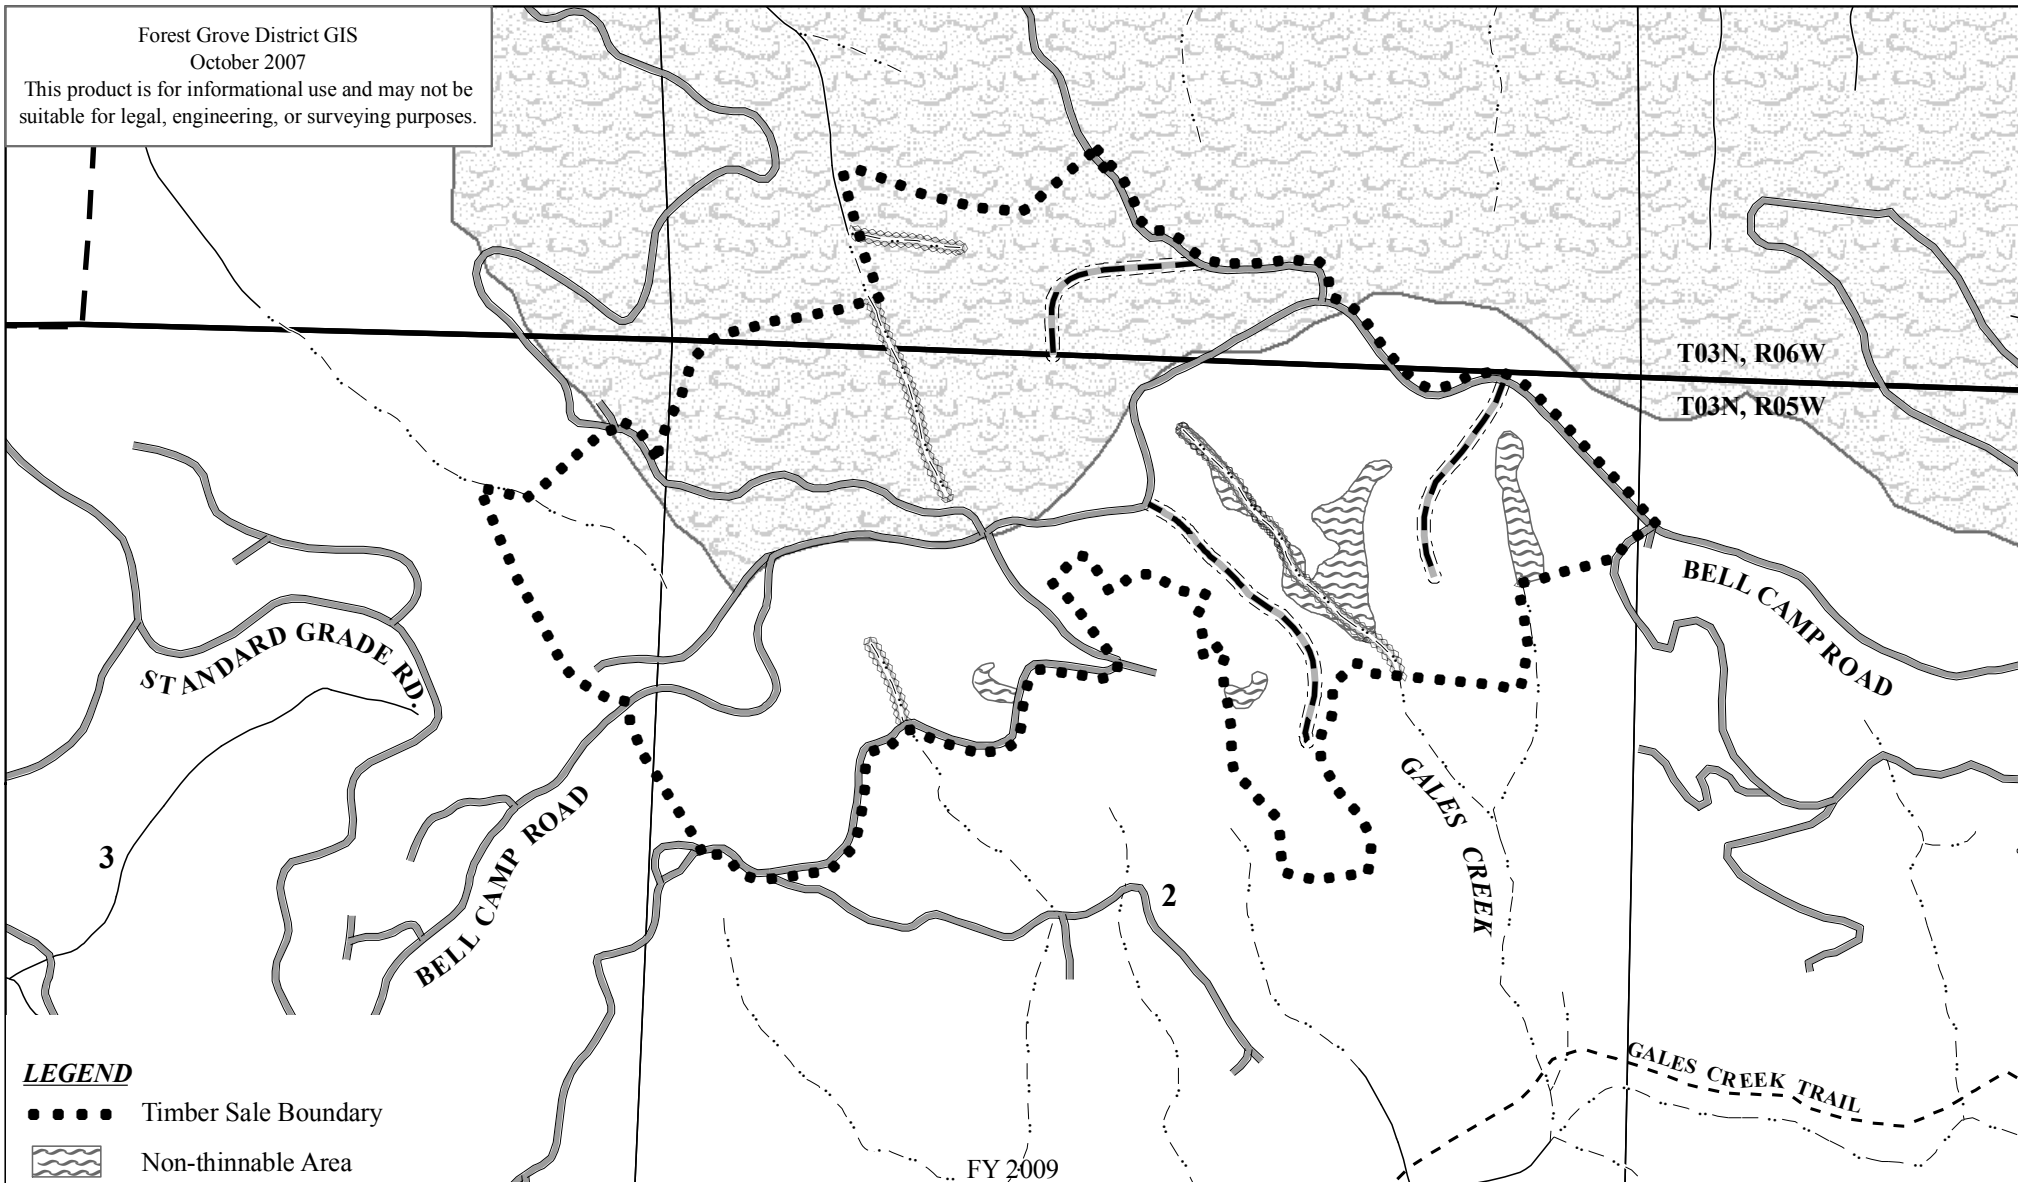 Forest Grove District GIS
October 2007
This product is for informational use and may not be
suitable for legal, engineering, or surveying purposes.
T03N, R06W
T03N, R05W
BELL CAMP ROAD
STANDARD GRADE RD.
GALES CREEK
BELL CAMP ROAD
3
2
GALES CREEK TRAIL
LEGEND
Timber Sale Boundary
Non-thinnable Area
FY 2009